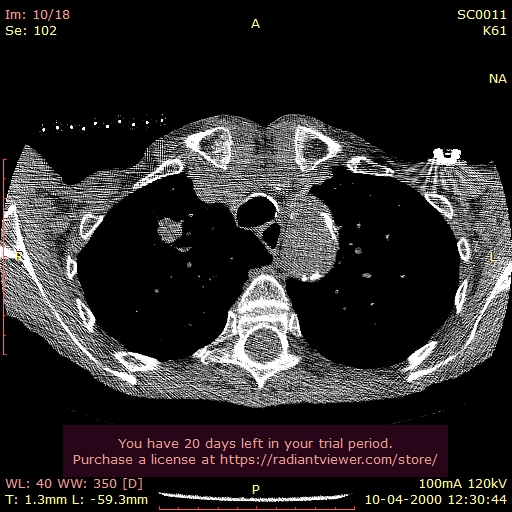 Im: 10/18
Se: 102
A
SC0011
K61
NA
R
L
You have 20 days left in your trial period.
Purchase a license at https://radiantviewer.com/store/
WL: 40 WW: 350 [D]
T: 1.3mm L: -59.3mm
P
100mA 120kV
10-04-2000 12:30:44